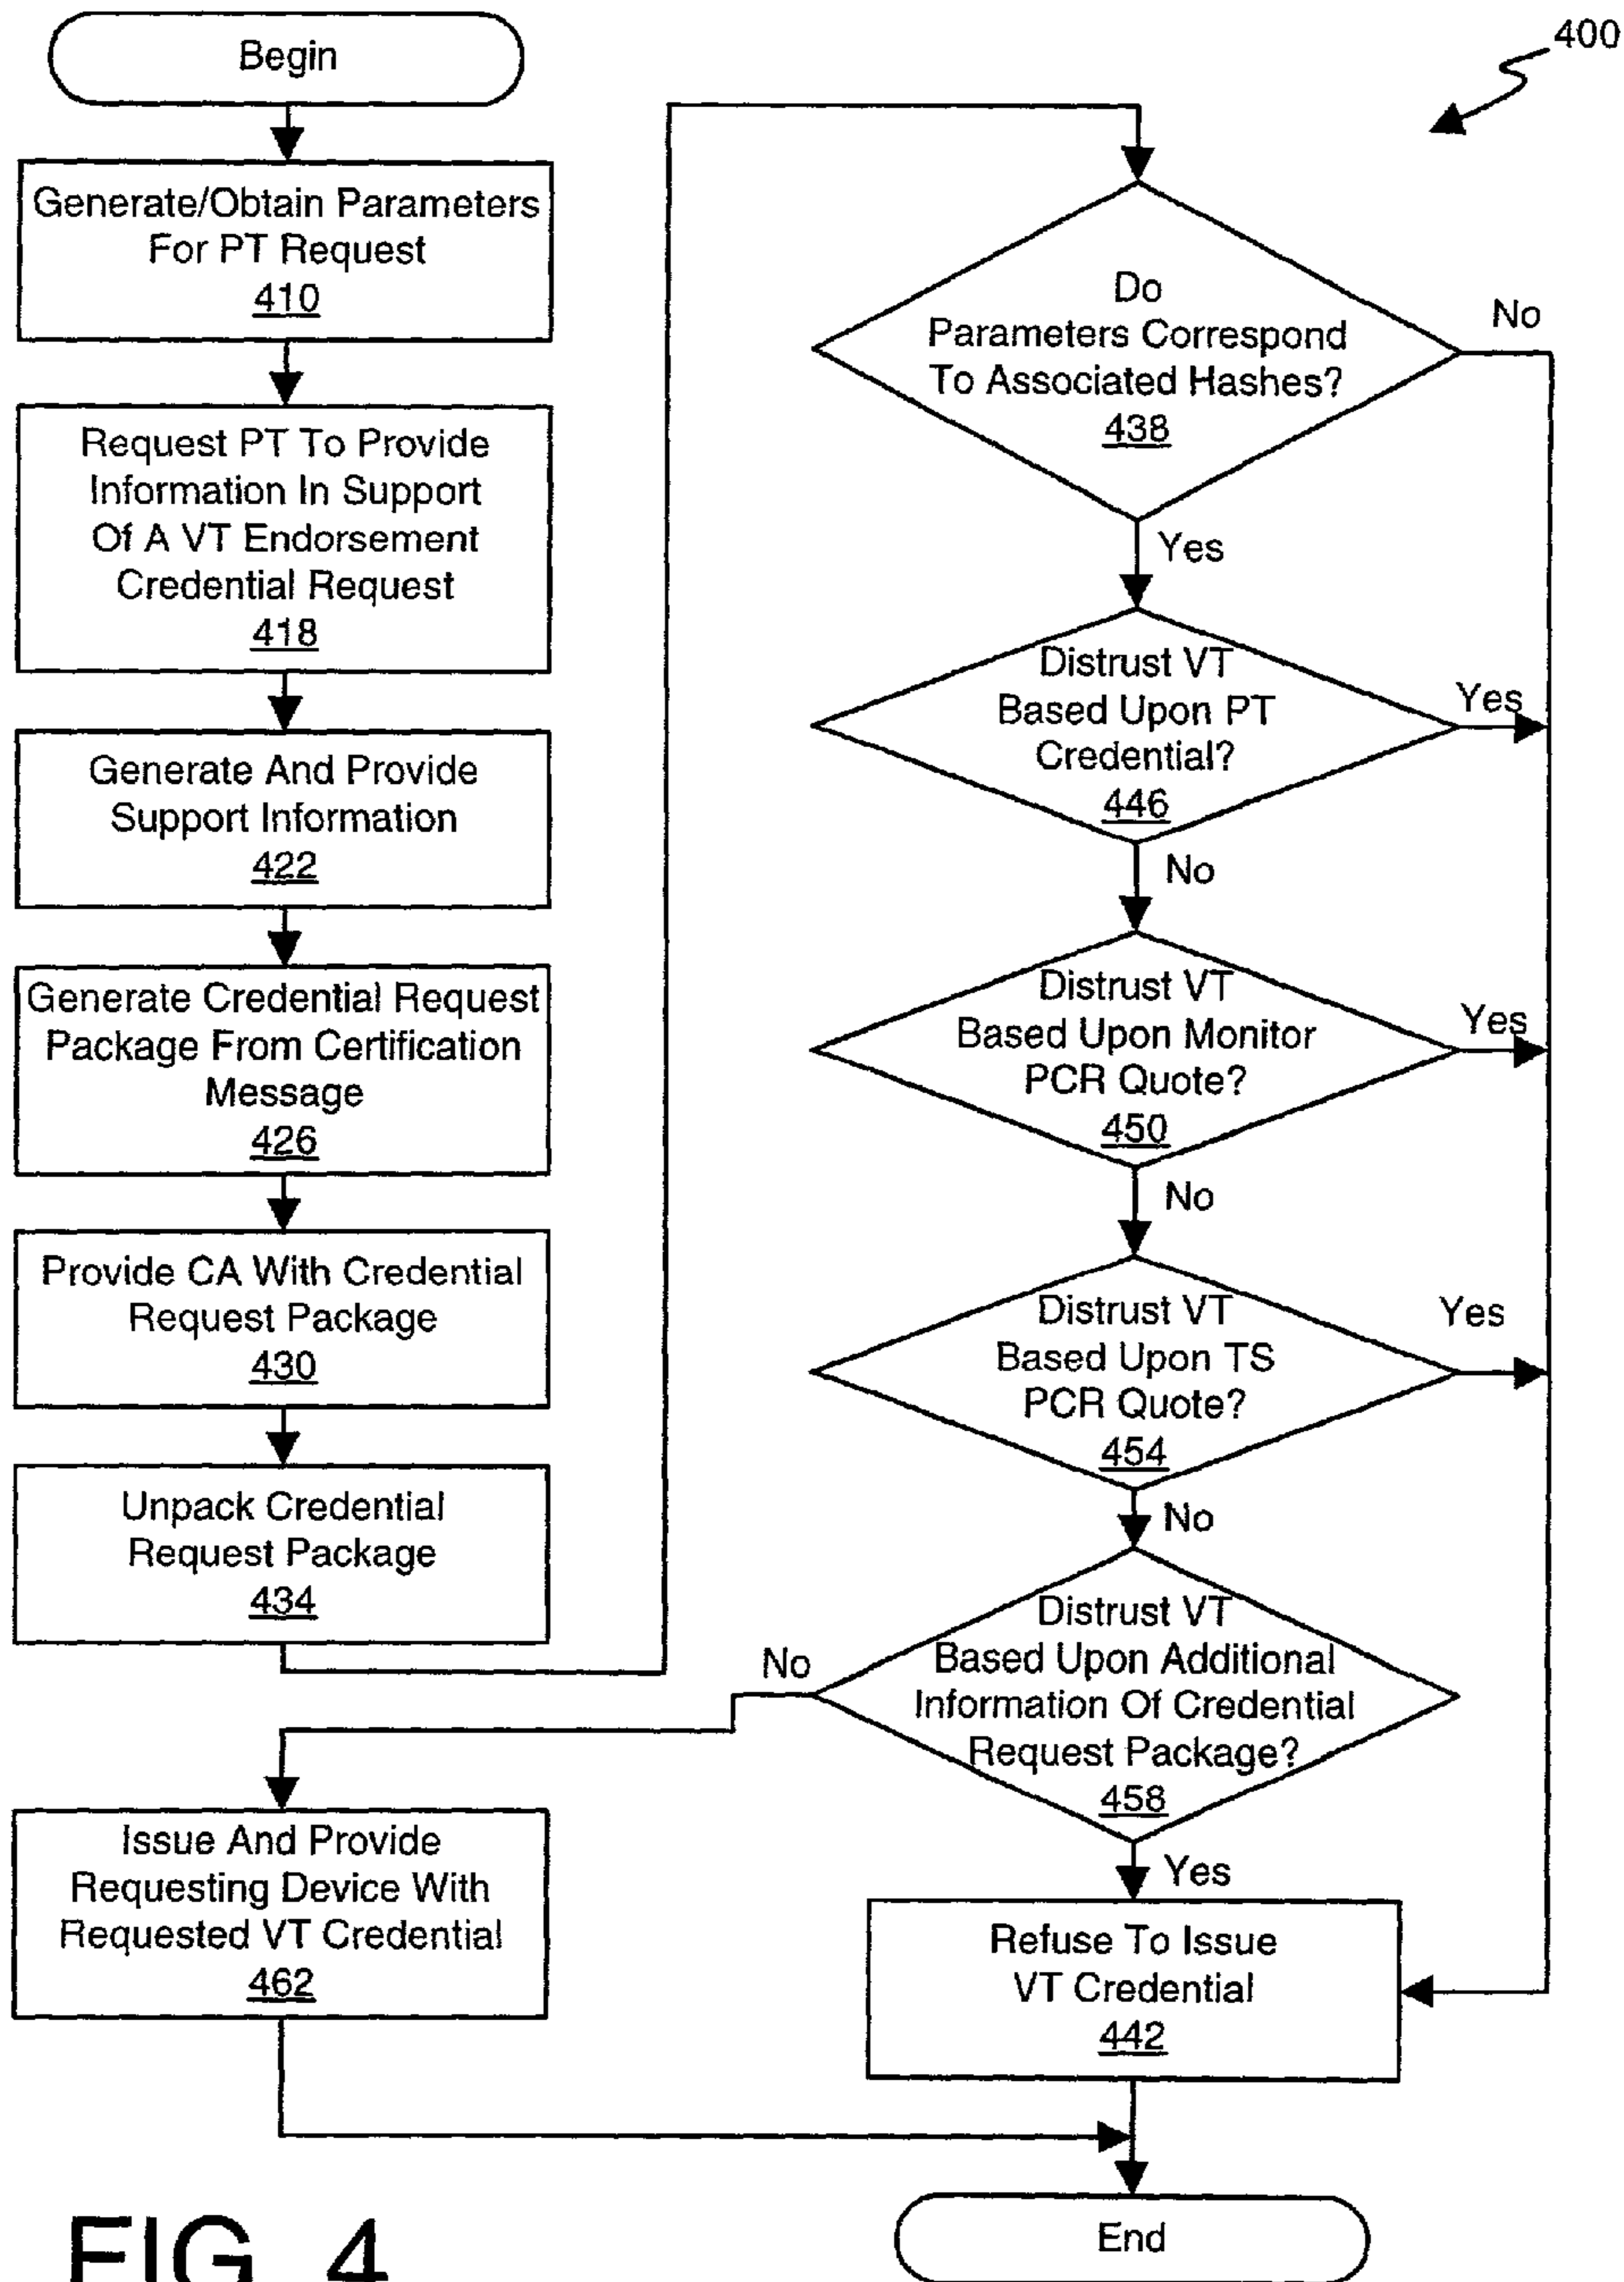 400
Begin
Generate/Obtain Parameters
For PT Request
410
Request PT To Provide
Information In Support
Of A VT Endorsement
Credential Request
418
Generate And Provide
Support Information
422
Generate Credential Request
Package From Certification
Message
426
Provide CA With Credential
Request Package
430
Unpack Credential
Request Package
434
Do
Parameters Correspond
To Associated Hashes?
438
No
Yes
Distrust VT
Based Upon PT
Credential?
446
Yes
No
Distrust VT
Based Upon Monitor
PCR Quote?
450
Yes
No
Distrust VT
Based Upon TS
PCR Quote?
454
Yes
No
Distrust VT
Based Upon Additional
Information Of Credential
Request Package?
458
No
Yes
Issue And Provide
Requesting Device With
Requested VT Credential
462
Refuse To Issue
VT Credential
442
End
FIG. 4